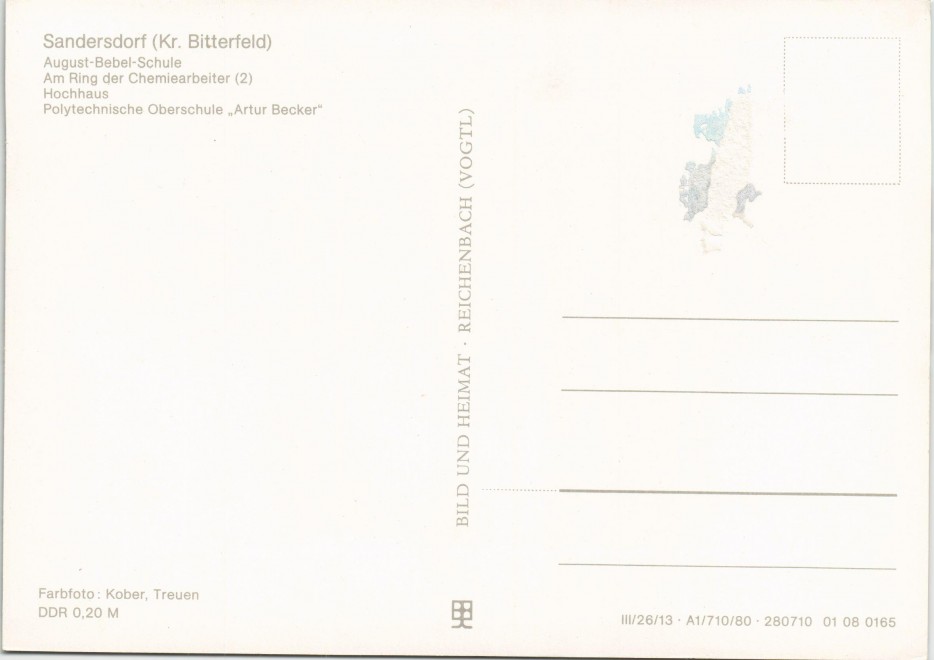 Sandersdorf (Kr. Bitterfeld)
August-Bebel-Schule
Am Ring der Chemiearbeiter (2)
Hochhaus
Polytechnische Oberschule „Artur Becker“
BILD UND HEIMAT · REICHENBACH (VOGTL)
Farbfoto: Kober, Treuen
DDR 0,20 M
III/26/13 · A1/710/80 · 280710 01 08 0165